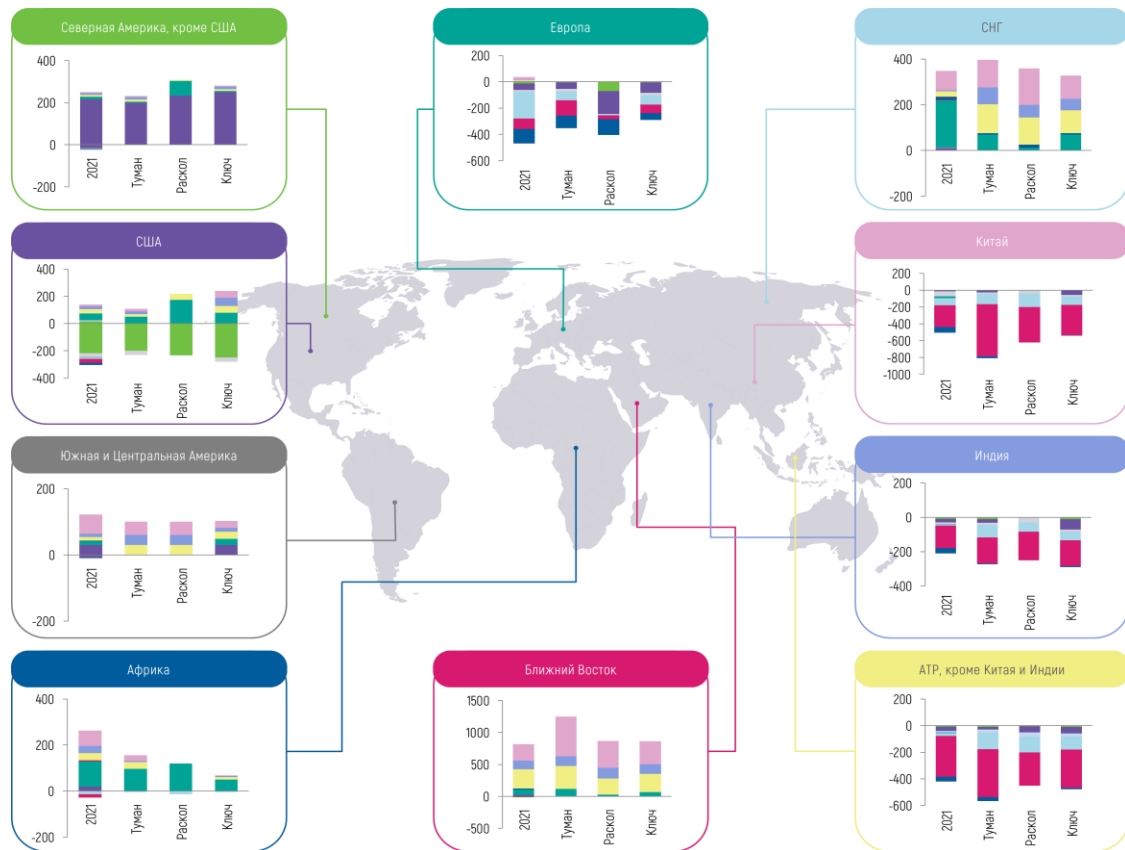 Северная Америка, кроме США
400
200
0
-200
2021
Туман
Раскол
Ключ
Европа
200
0
-200
-400
-600
2021
Туман
Раскол
Ключ
СНГ
400
200
0
-200
2021
Туман
Раскол
Ключ
США
400
200
0
-200
-400
2021
Туман
Раскол
Ключ
Китай
200
0
-200
-400
-600
-800
-1000
2021
Туман
Раскол
Ключ
Южная и Центральная Америка
200
0
-200
2021
Туман
Раскол
Ключ
Индия
200
0
-200
-400
2021
Туман
Раскол
Ключ
Африка
400
200
0
-200
2021
Туман
Раскол
Ключ
Ближний Восток
1500
1000
500
0
-500
2021
Туман
Раскол
Ключ
АТР, кроме Китая и Индии
200
0
-200
-400
-600
2021
Туман
Раскол
Ключ